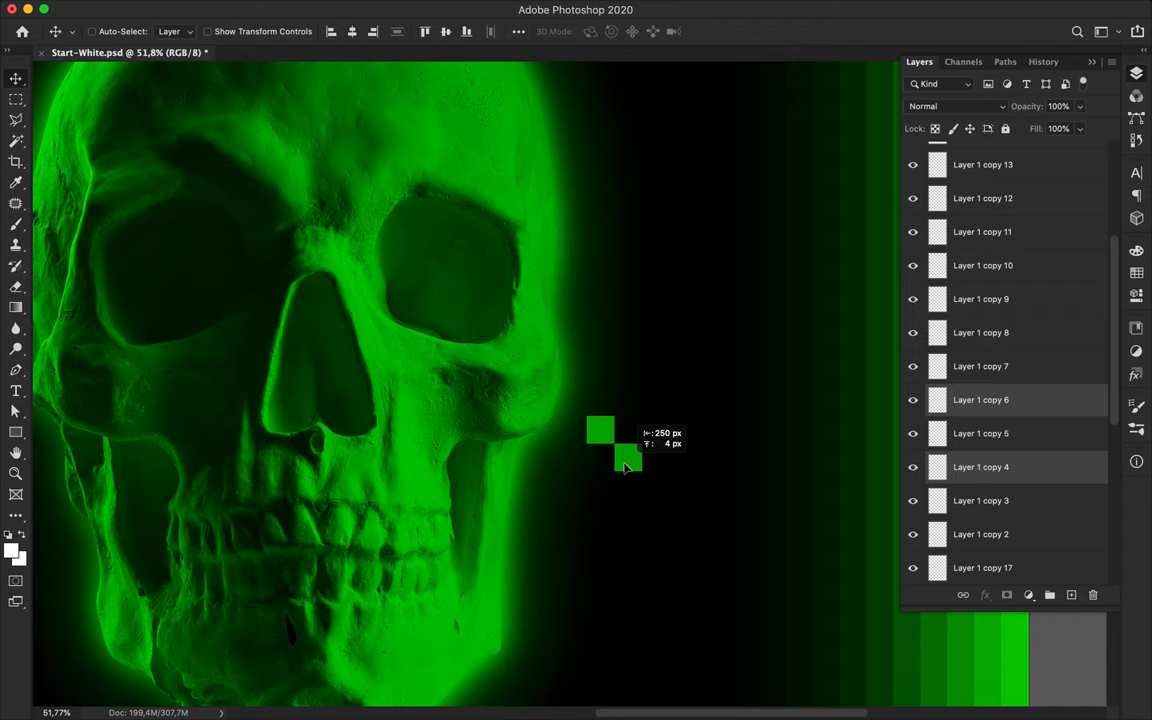 Adobe Photoshop 2020
Auto-Select: Layer Show Transform Controls ••• 3D Mode:
Start-White.psd @ 51,8% (RGB/8) *
Layers Channels Paths History
Kind
Normal Opacity: 100%
Lock: Fill: 100%
Layer 1 copy 13
Layer 1 copy 12
Layer 1 copy 11
Layer 1 copy 10
Layer 1 copy 9
Layer 1 copy 8
Layer 1 copy 7
Layer 1 copy 6
Layer 1 copy 5
Layer 1 copy 4
Layer 1 copy 3
Layer 1 copy 2
Layer 1 copy 17
: 250 px
: 4 px
51,77% Doc: 199,4M/307,7M